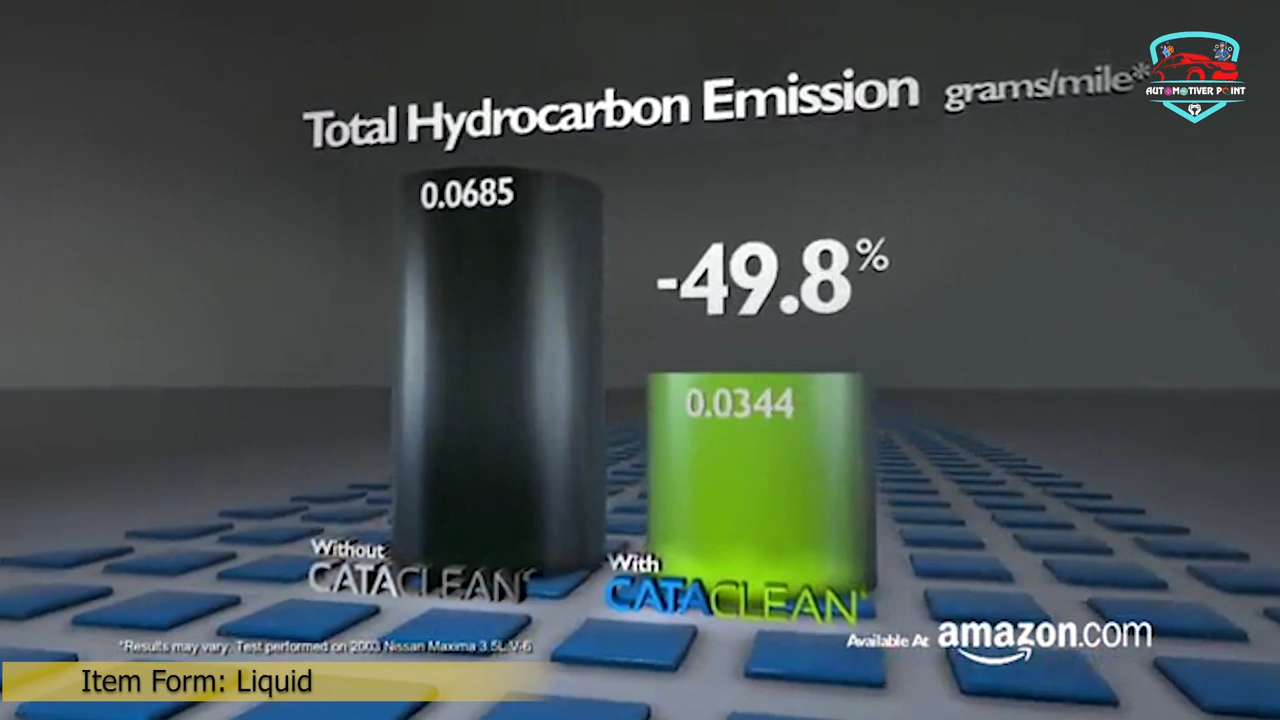 AUTOMOTIVER POINT
Total Hydrocarbon Emission grams/mile*
0.0685
-49.8%
0.0344
Without
CATACLEAN
With
CATACLEAN
Available At amazon.com
*Results may vary. Test performed on 2003 Nissan Maxima 3.5L V-6
Item Form: Liquid